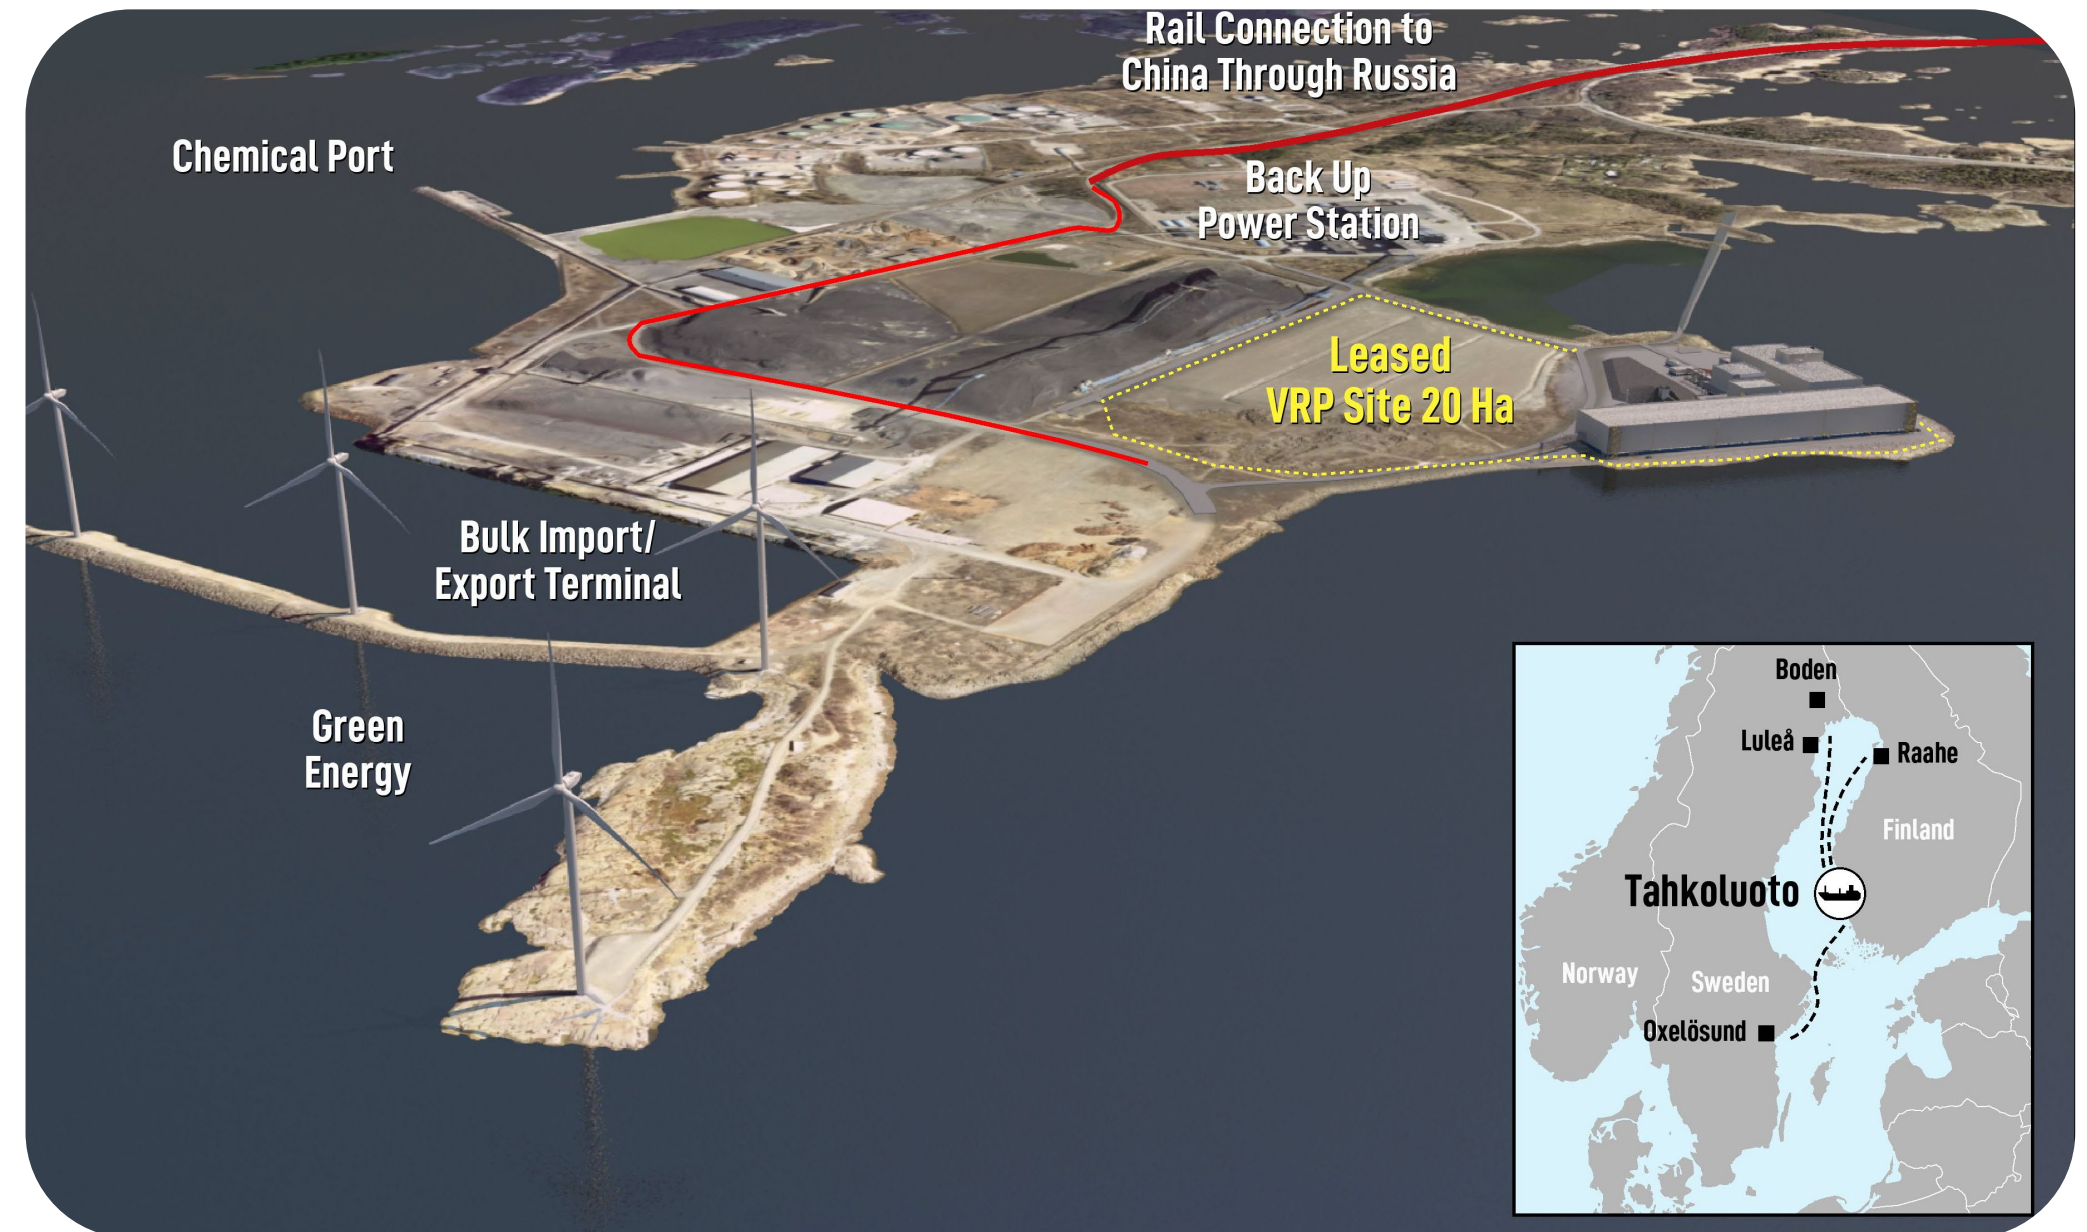 Rail Connection to
China Through Russia
Chemical Port
Back Up
Power Station
Leased
VRP Site 20 Ha
Bulk Import/
Export Terminal
Green
Energy
Boden
Luleå
Raahe
Finland
Tahkoluoto
Norway
Sweden
Oxelösund